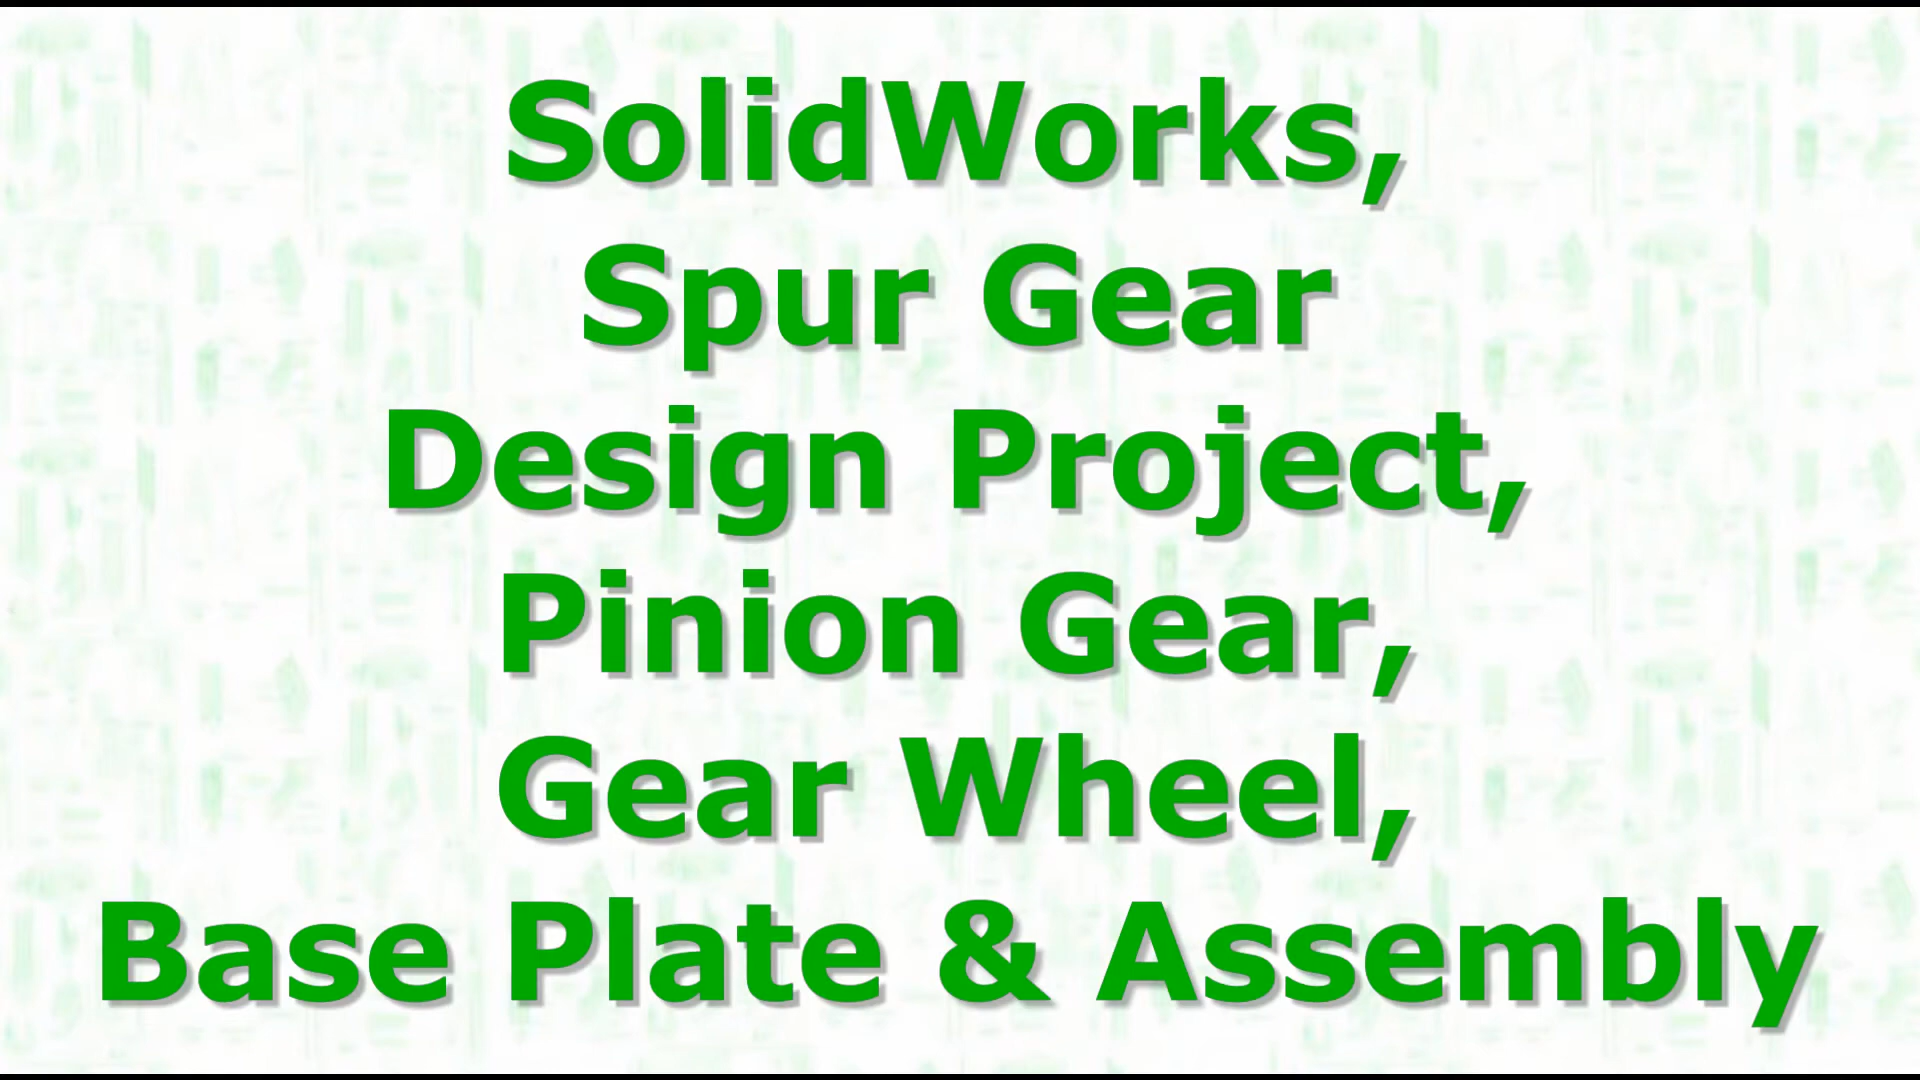 SolidWorks,
Spur Gear
Design Project,
Pinion Gear,
Gear Wheel,
Base Plate & Assembly